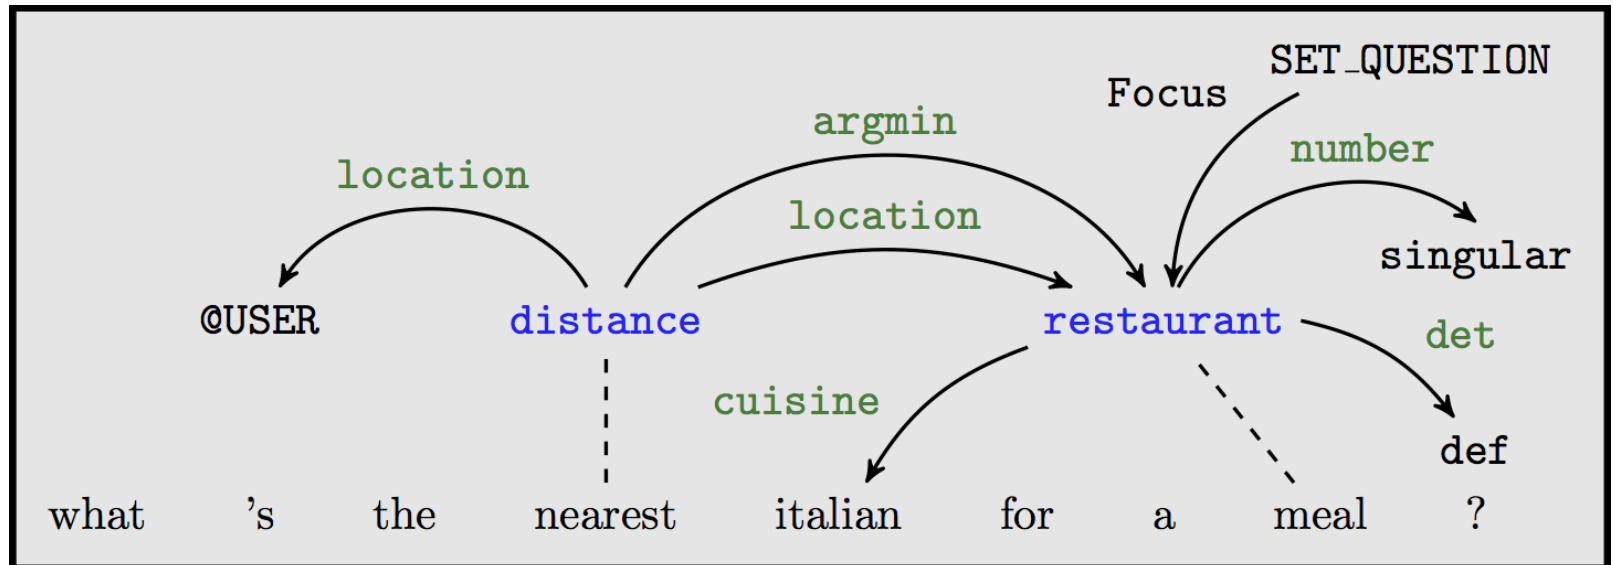 SET_QUESTION
Focus
argmin
number
location
location
singular
@USER distance restaurant
det
cuisine
def
what 's the nearest italian for a meal ?